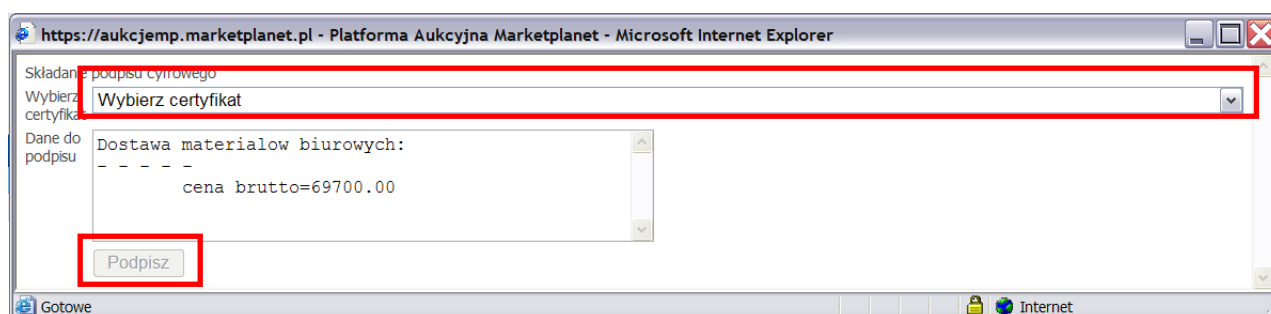 https://aukcjemp.marketplanet.pl - Platforma Aukcyjna Marketplanet - Microsoft Internet Explorer
Składanie podpisu cyfrowego
Wybierz certyfikat
Wybierz certyfikat
Dane do podpisu
Dostawa materialow biurowych:
- - - - -
cena brutto=69700.00
Podpisz
Gotowe
Internet